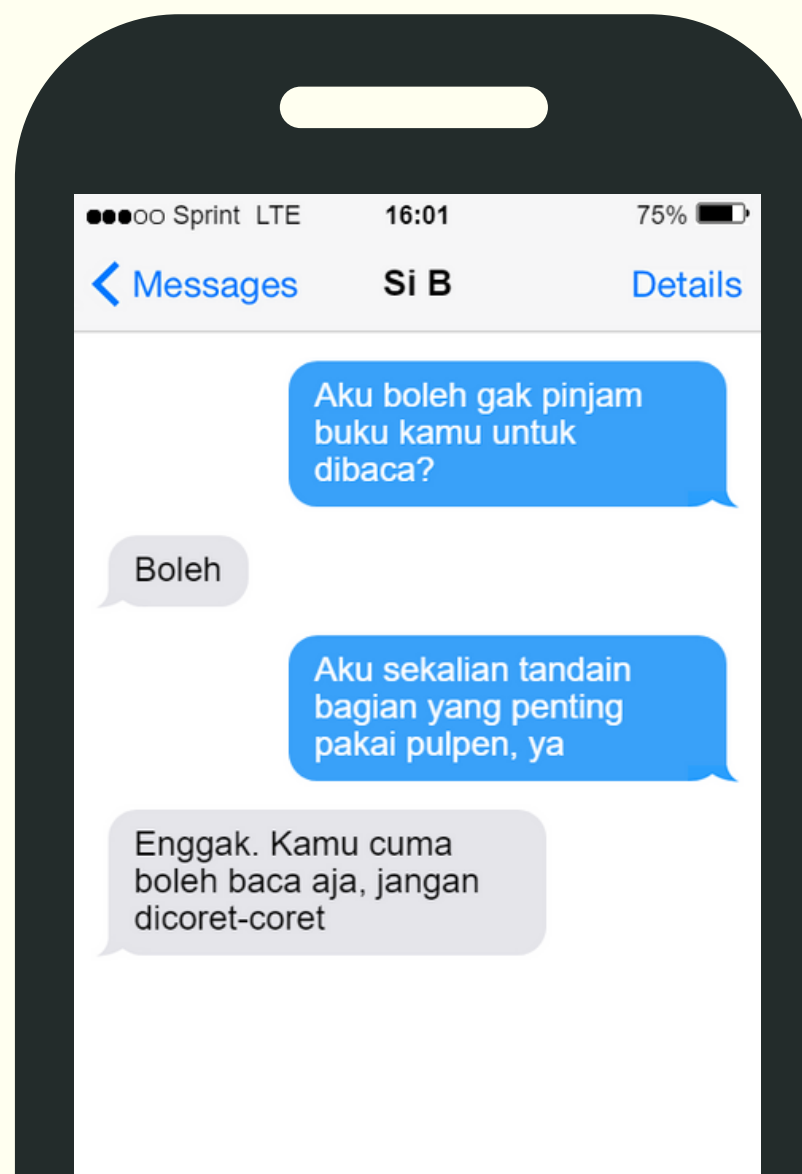 Sprint LTE 16:01 75%
Messages Si B Details
Aku boleh gak pinjam
buku kamu untuk
dibaca?
Boleh
Aku sekalian tandain
bagian yang penting
pakai pulpen, ya
Enggak. Kamu cuma
boleh baca aja, jangan
dicoret-coret